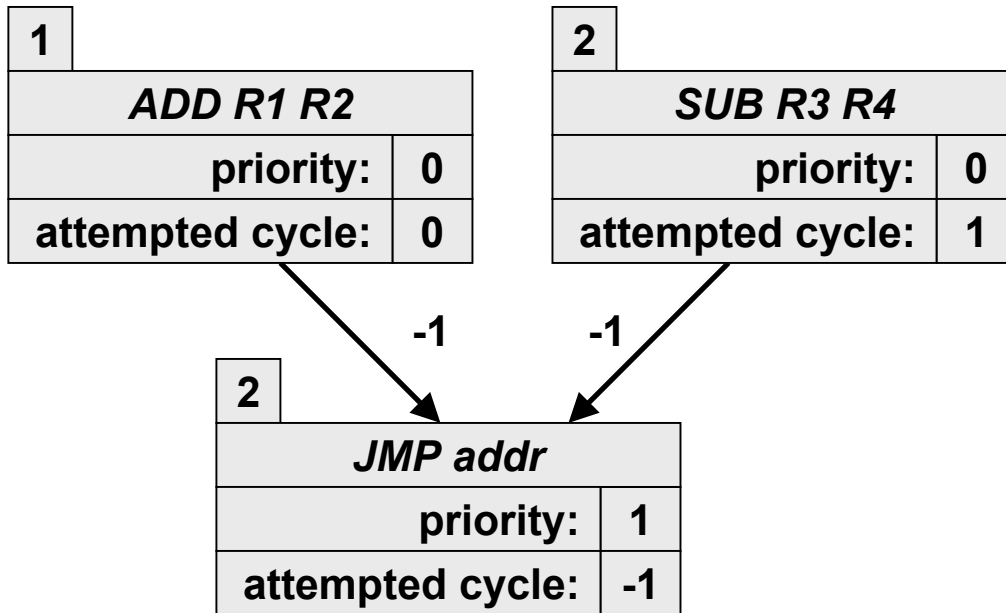 1
ADD R1 R2
priority: 0
attempted cycle: 0
2
SUB R3 R4
priority: 0
attempted cycle: 1
-1
-1
2
JMP addr
priority: 1
attempted cycle: -1